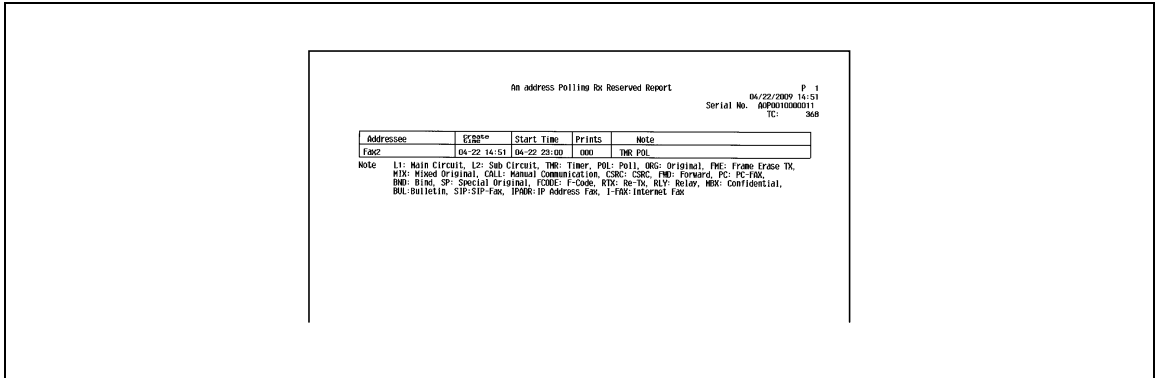 An address Polling Rx Reserved Report
P 1
04/22/2009 14:51
Serial No. A0P0010000011
TC: 368
Addressee Create Time Start Time Prints Note
Fax2 04-22 14:51 04-22 23:00 000 TMR POL
Note L1: Main Circuit, L2: Sub Circuit, TMR: Timer, POL: Poll, ORG: Original, FME: Frame Erase TX,
MIX: Mixed Original, CALL: Manual Communication, CSRC: CSRC, FWD: Forward, PC: PC-FAX,
BND: Bind, SP: Special Original, FCODE: F-Code, RTX: Re-Tx, RLY: Relay, MBX: Confidential,
BUL:Bulletin, SIP:SIP-Fax, IPADR:IP Address Fax, I-FAX:Internet Fax